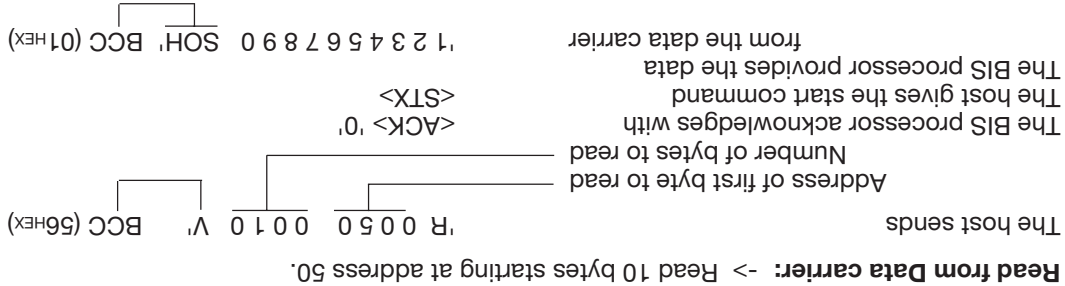 Read from Data carrier: -> Read 10 bytes starting at address 50.
The host sends 'R 0 0 5 0 0 0 1 0 V' BCC (56HEX)
Address of first byte to read
Number of bytes to read
The BIS processor acknowledges with <ACK> '0'
The host gives the start command <STX>
The BIS processor provides the data
from the data carrier '1 2 3 4 5 6 7 8 9 0 SOH' BCC (01HEX)